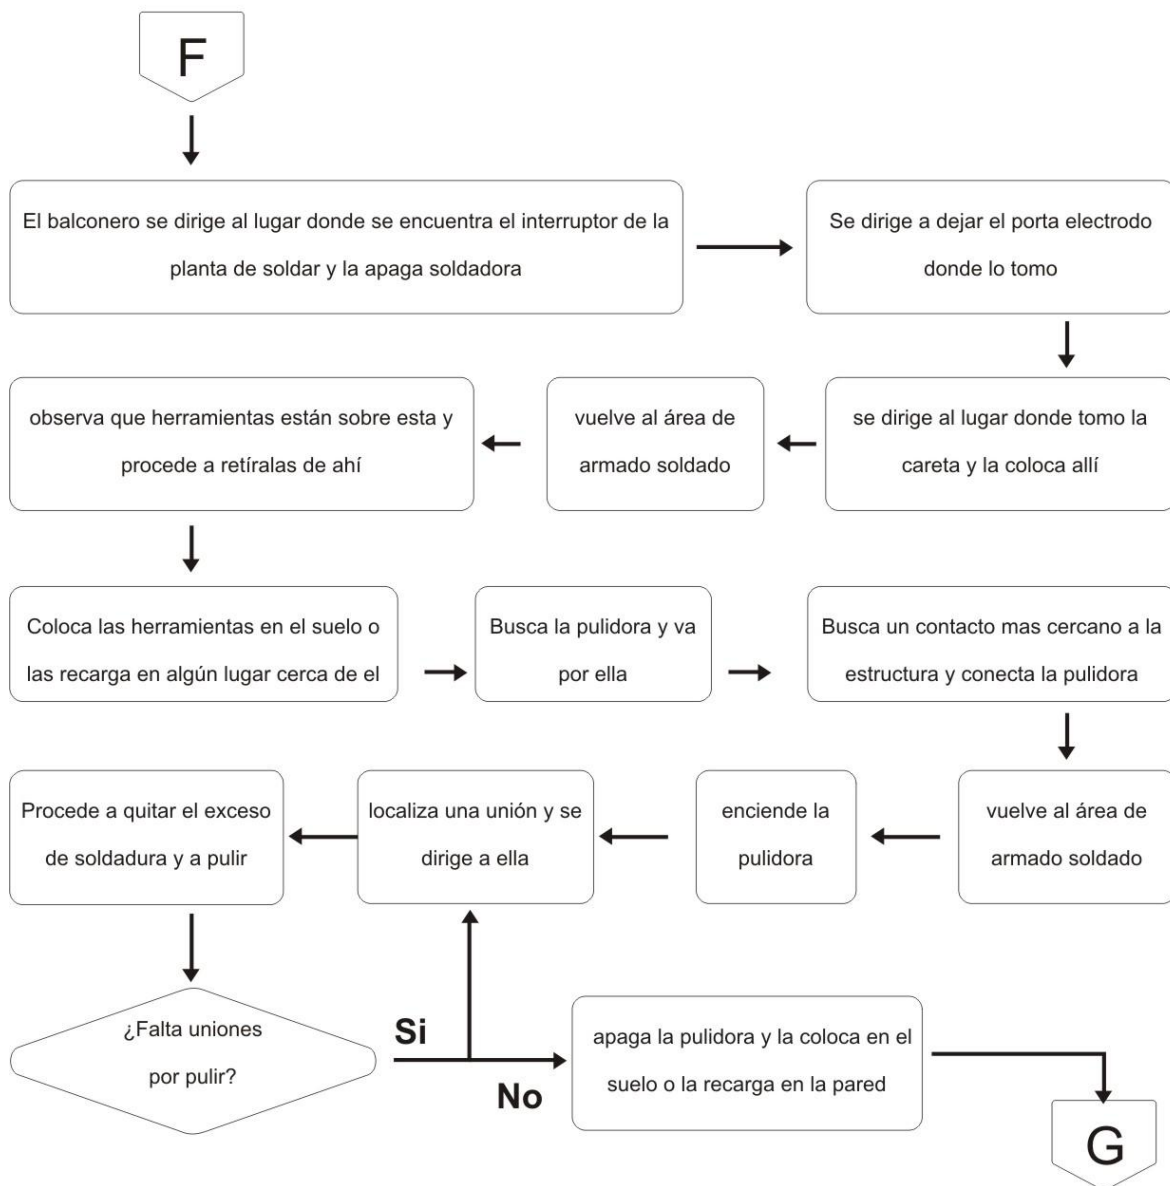 F
El balconero se dirige al lugar donde se encuentra el interruptor de la
planta de soldar y la apaga soldadora
Se dirige a dejar el porta electrodo
donde lo tomo
se dirige al lugar donde tomo la
careta y la coloca allí
vuelve al área de
armado soldado
observa que herramientas están sobre esta y
procede a retíralas de ahí
Coloca las herramientas en el suelo o
las recarga en algún lugar cerca de el
Busca la pulidora y va
por ella
Busca un contacto mas cercano a la
estructura y conecta la pulidora
vuelve al área de
armado soldado
enciende la
pulidora
localiza una unión y se
dirige a ella
Procede a quitar el exceso
de soldadura y a pulir
¿Falta uniones
por pulir?
Si
No
apaga la pulidora y la coloca en el
suelo o la recarga en la pared
G